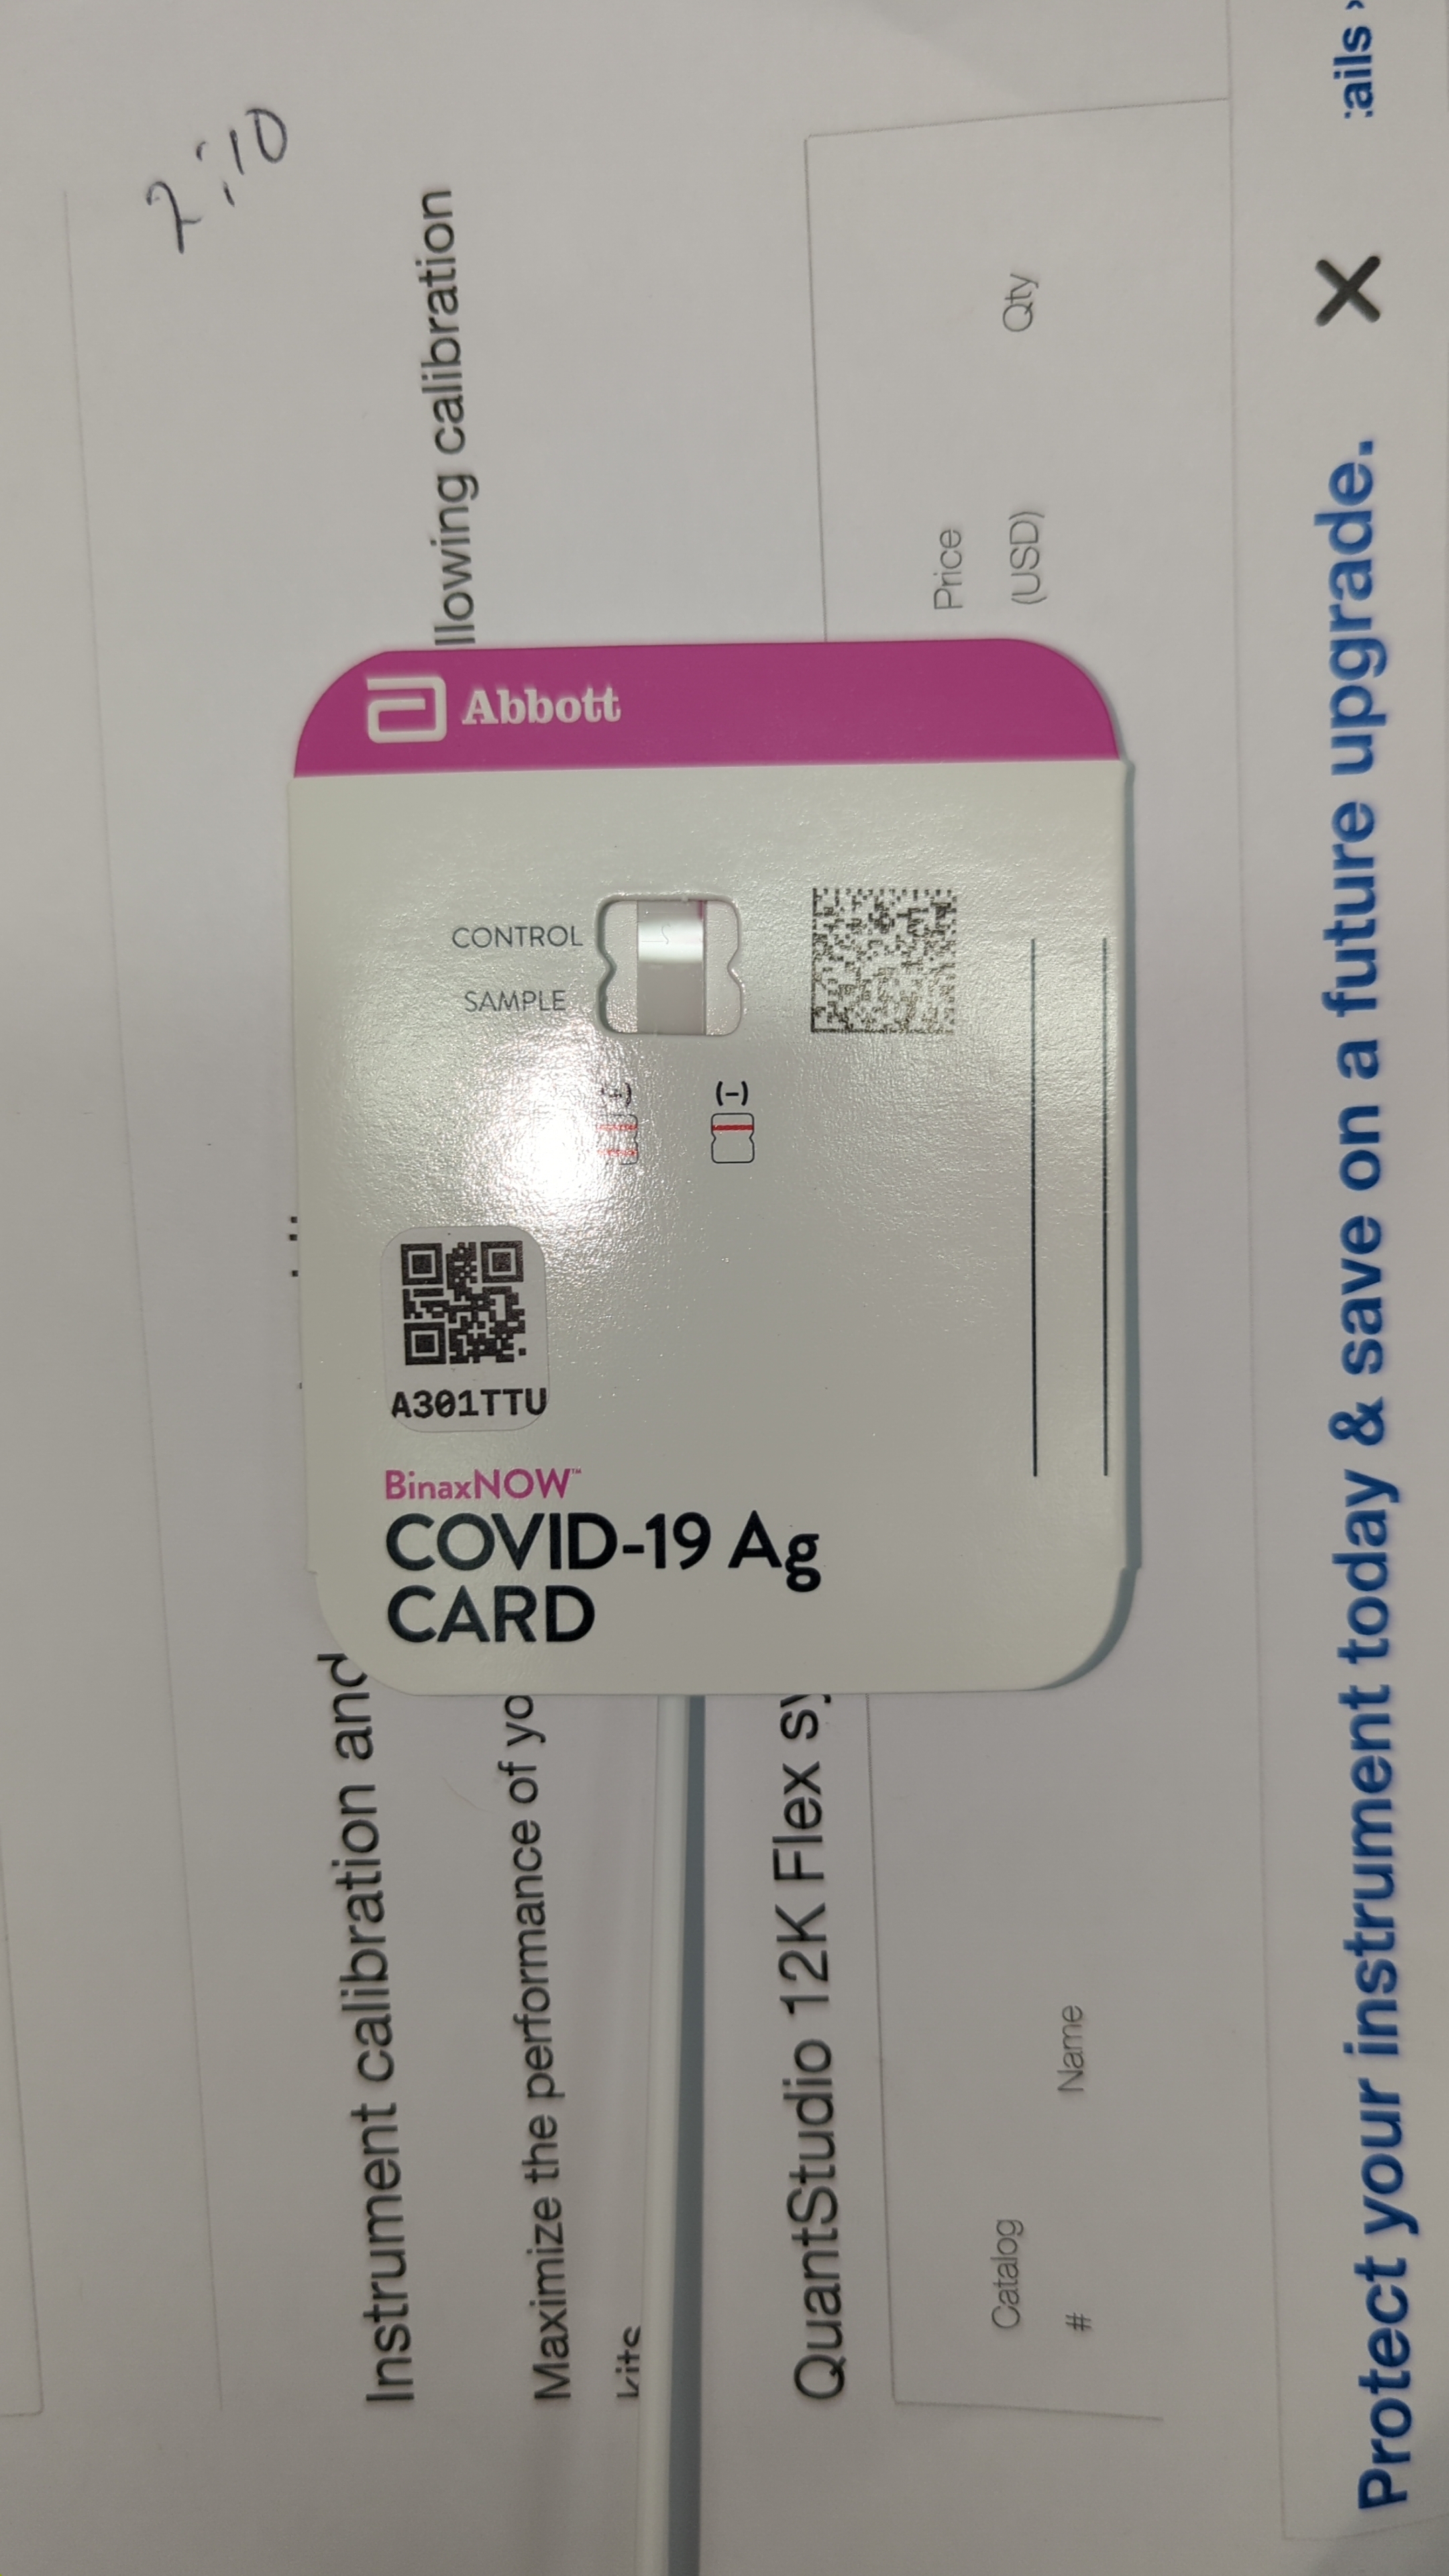 2:10
Instrument calibration and
llowing calibration
Maximize the performance of yo
kits
QuantStudio 12K Flex sy
Catalog
#
Name
Price
(USD)
Qty
Protect your instrument today & save on a future upgrade.
X
ails ›
Abbott
CONTROL
SAMPLE
(-)
A301TTU
BinaxNOW™
COVID-19 Ag
CARD